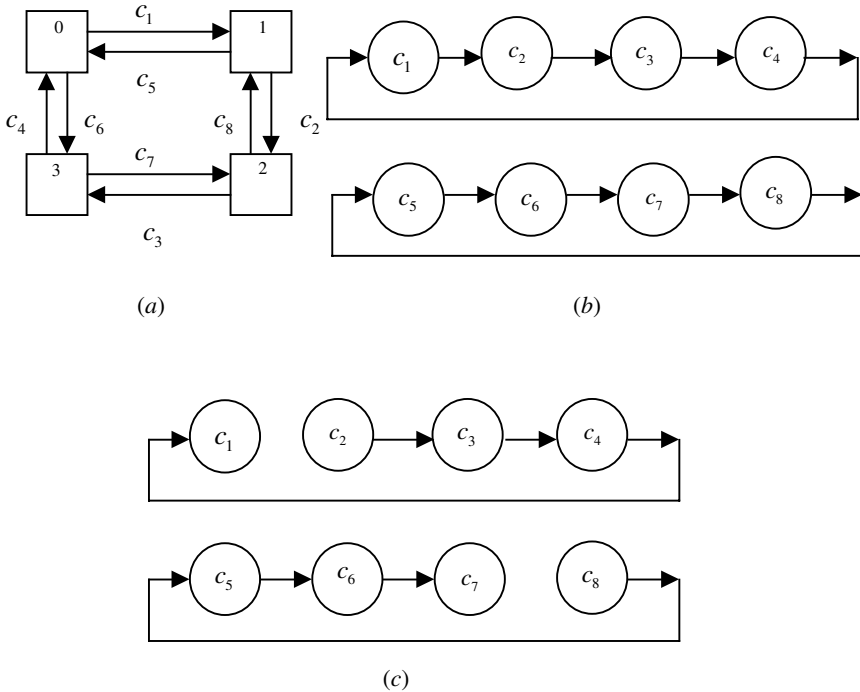 0 c₁ 1
c₅
c₄ c₆ c₈ c₂
3 c₇ 2
c₃
(a)
c₁ c₂ c₃ c₄
c₅ c₆ c₇ c₈
(b)
c₁ c₂ c₃ c₄
c₅ c₆ c₇ c₈
(c)